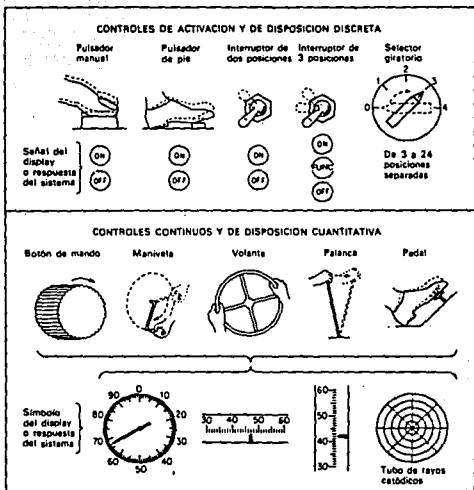 CONTROLES DE ACTIVACION Y DE DISPOSICION DISCRETA
Pulsador manual
Pulsador de pie
Interruptor de dos posiciones
Interruptor de 3 posiciones
Selector giratorio
0 1 2 3 4
Señal del display o respuesta del sistema
ON ON ON ON
OFF OFF OFF FUNC
OFF
De 3 a 24 posiciones separadas
CONTROLES CONTINUOS Y DE DISPOSICION CUANTITATIVA
Botón de mando Manivela Volante Palanca Pedal
Símbolo del display o respuesta del sistema
0 10 20 30 40 50 60 70 80 90
30 40 50 60
60
50
40
30
Tubo de rayos catódicos